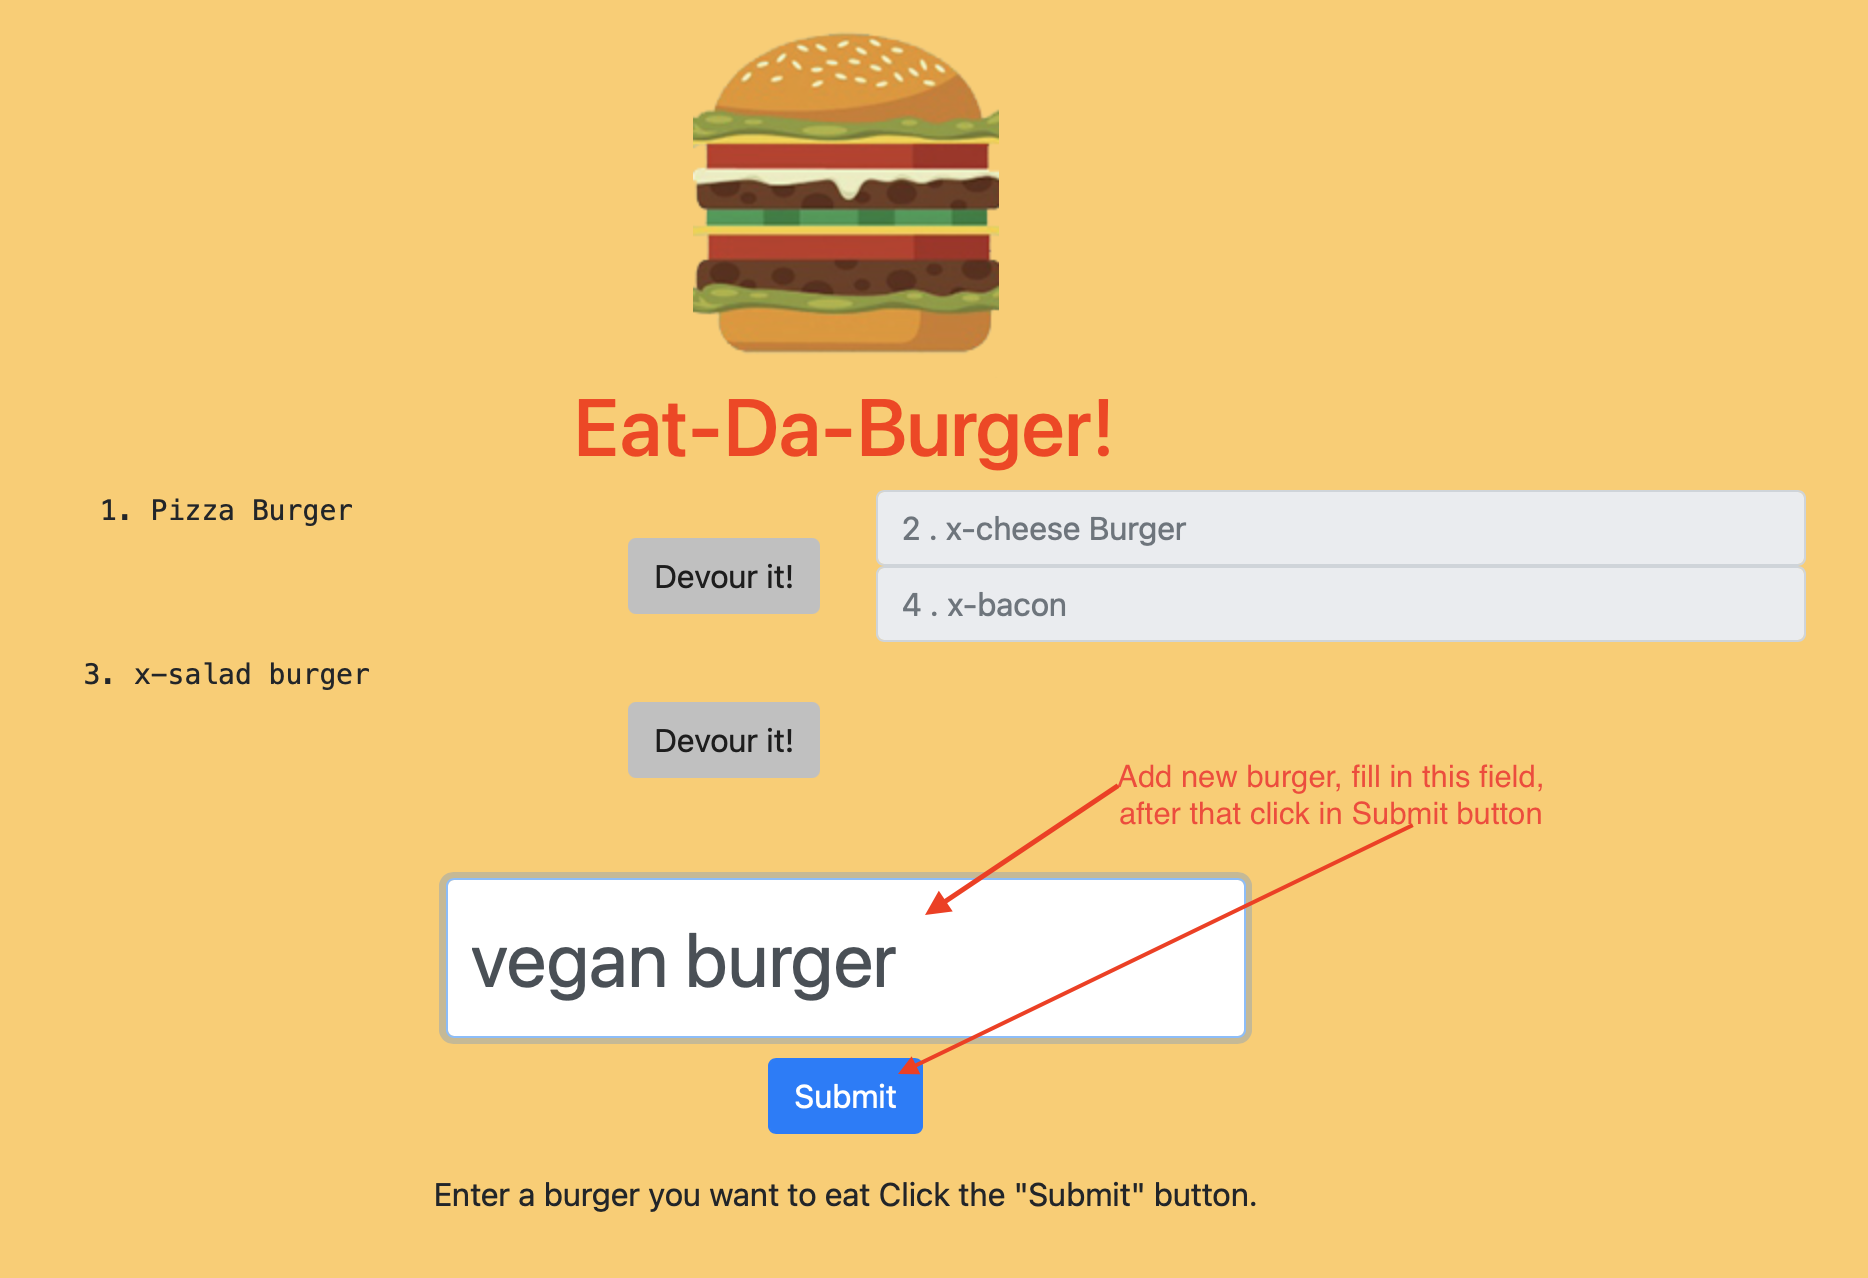 Eat-Da-Burger!
1. Pizza Burger
Devour it!
2 . x-cheese Burger
4 . x-bacon
3. x-salad burger
Devour it!
Add new burger, fill in this field,
after that click in Submit button
vegan burger
Submit
Enter a burger you want to eat Click the "Submit" button.